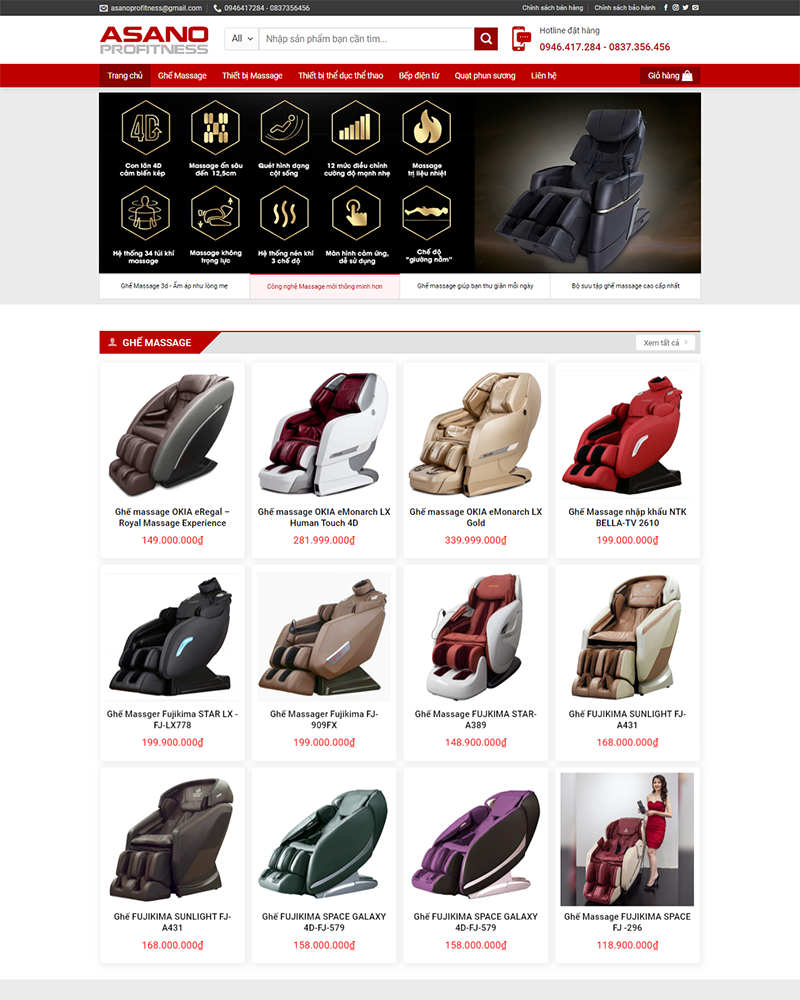 asanoprofitness@gmail.com
0946417284 - 0837356456
Chính sách bán hàng
Chính sách bảo hành
ASANO
PROFITNESS
All
Nhập sản phẩm bạn cần tìm...
Hotline đặt hàng
0946.417.284 - 0837.356.456
Trang chủ
Ghế Massage
Thiết bị Massage
Thiết bị thể dục thể thao
Bếp điện từ
Quạt phun sương
Liên hệ
Giỏ hàng
4D
Con lăn 4D
cảm biến kép
Massage ấn sâu
đến 12,5cm
Quét hình dạng
cột sống
12 mức điều chỉnh
cường độ mạnh nhẹ
Massage
trị liệu nhiệt
Hệ thống 34 túi khí
massage
Massage không
trọng lực
Hệ thống nén khí
3 chế độ
Màn hình cảm ứng,
dễ sử dụng
Chế độ
"giường nằm"
Ghế Massage 3d - Ấm áp như lòng mẹ
Công nghệ Massage mới thông minh hơn
Ghế massage giúp bạn thư giãn mỗi ngày
Bộ sưu tập ghế massage cao cấp nhất
GHẾ MASSAGE
Xem tất cả
Ghế massage OKIA eRegal –
Royal Massage Experience
149.000.000₫
Ghế massage OKIA eMonarch LX
Human Touch 4D
281.999.000₫
Ghế massage OKIA eMonarch LX
Gold
339.999.000₫
Ghế Massage nhập khẩu NTK
BELLA-TV 2610
199.000.000₫
Ghế Massger Fujikima STAR LX -
FJ-LX778
199.900.000₫
Ghế Massager Fujikima FJ-
909FX
199.000.000₫
Ghế Massage FUJKIMA STAR-
A389
148.900.000₫
Ghế FUJIKIMA SUNLIGHT FJ-
A431
168.000.000₫
Ghế FUJIKIMA SUNLIGHT FJ-
A431
168.000.000₫
Ghế FUJIKIMA SPACE GALAXY
4D-FJ-579
158.000.000₫
Ghế FUJIKIMA SPACE GALAXY
4D-FJ-579
158.000.000₫
Ghế Massage FUJIKIMA SPACE
FJ -296
118.900.000₫